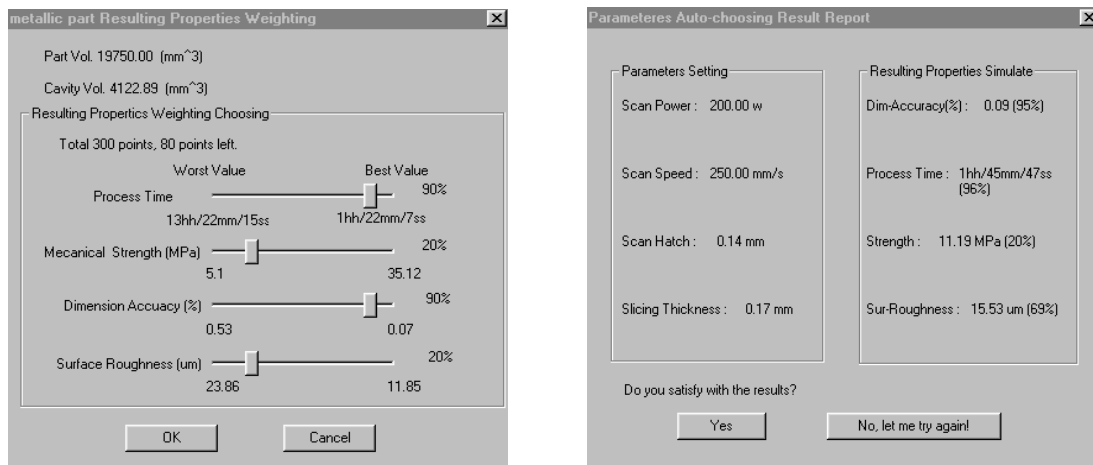 metallic part Resulting Properties Weighting
Part Vol. 19750.00 (mm^3)
Cavity Vol. 4122.89 (mm^3)
Resulting Propertics Weighting Choosing
Total 300 points, 80 points left.
Worst Value Best Value
Process Time 90%
13hh/22mm/15ss 1hh/22mm/7ss
Mecanical Strength (MPa) 20%
5.1 35.12
Dimension Accuacy (%) 90%
0.53 0.07
Surface Roughness (um) 20%
23.86 11.85
OK Cancel
Parameteres Auto-choosing Result Report
Parameters Setting
Scan Power : 200.00 w
Scan Speed : 250.00 mm/s
Scan Hatch : 0.14 mm
Slicing Thickness : 0.17 mm
Resulting Properties Simulate
Dim-Accuracy(%) : 0.09 (95%)
Process Time : 1hh/45mm/47ss
(96%)
Strength : 11.19 MPa (20%)
Sur-Roughness : 15.53 um (69%)
Do you satisfy with the results?
Yes No, let me try again!